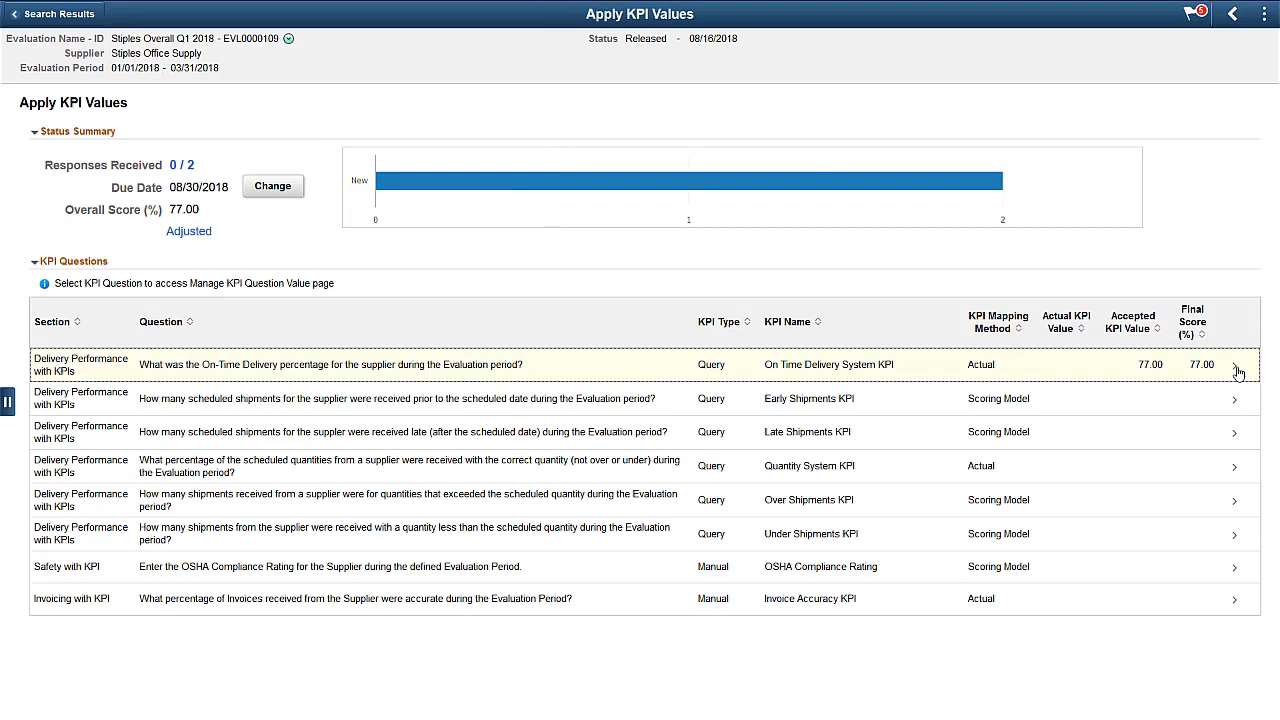 Search Results
Apply KPI Values
5
Evaluation Name - ID Stiples Overall Q1 2018 - EVL0000109
Status Released - 08/16/2018
Supplier Stiples Office Supply
Evaluation Period 01/01/2018 - 03/31/2018
Apply KPI Values
Status Summary
Responses Received 0 / 2
Due Date 08/30/2018 Change
Overall Score (%) 77.00
Adjusted
New
0 1 2
KPI Questions
Select KPI Question to access Manage KPI Question Value page
Section Question KPI Type KPI Name KPI Mapping Method Actual KPI Value Accepted KPI Value Final Score (%)
Delivery Performance with KPIs What was the On-Time Delivery percentage for the supplier during the Evaluation period? Query On Time Delivery System KPI Actual 77.00 77.00
Delivery Performance with KPIs How many scheduled shipments for the supplier were received prior to the scheduled date during the Evaluation period? Query Early Shipments KPI Scoring Model
Delivery Performance with KPIs How many scheduled shipments for the suppler were received late (after the scheduled date) during the Evaluation period? Query Late Shipments KPI Scoring Model
Delivery Performance with KPIs What percentage of the scheduled quantities from a supplier were received with the correct quantity (not over or under) during the Evaluation period? Query Quantity System KPI Actual
Delivery Performance with KPIs How many shipments received from a supplier were for quantities that exceeded the scheduled quantity during the Evaluation period? Query Over Shipments KPI Scoring Model
Delivery Performance with KPIs How many shipments from the supplier were received with a quantity less than the scheduled quantity during the Evaluation period? Query Under Shipments KPI Scoring Model
Safety with KPI Enter the OSHA Compliance Rating for the Supplier during the defined Evaluation Period. Manual OSHA Compliance Rating Scoring Model
Invoicing with KPI What percentage of Invoices received from the Supplier were accurate during the Evaluation Period? Manual Invoice Accuracy KPI Actual